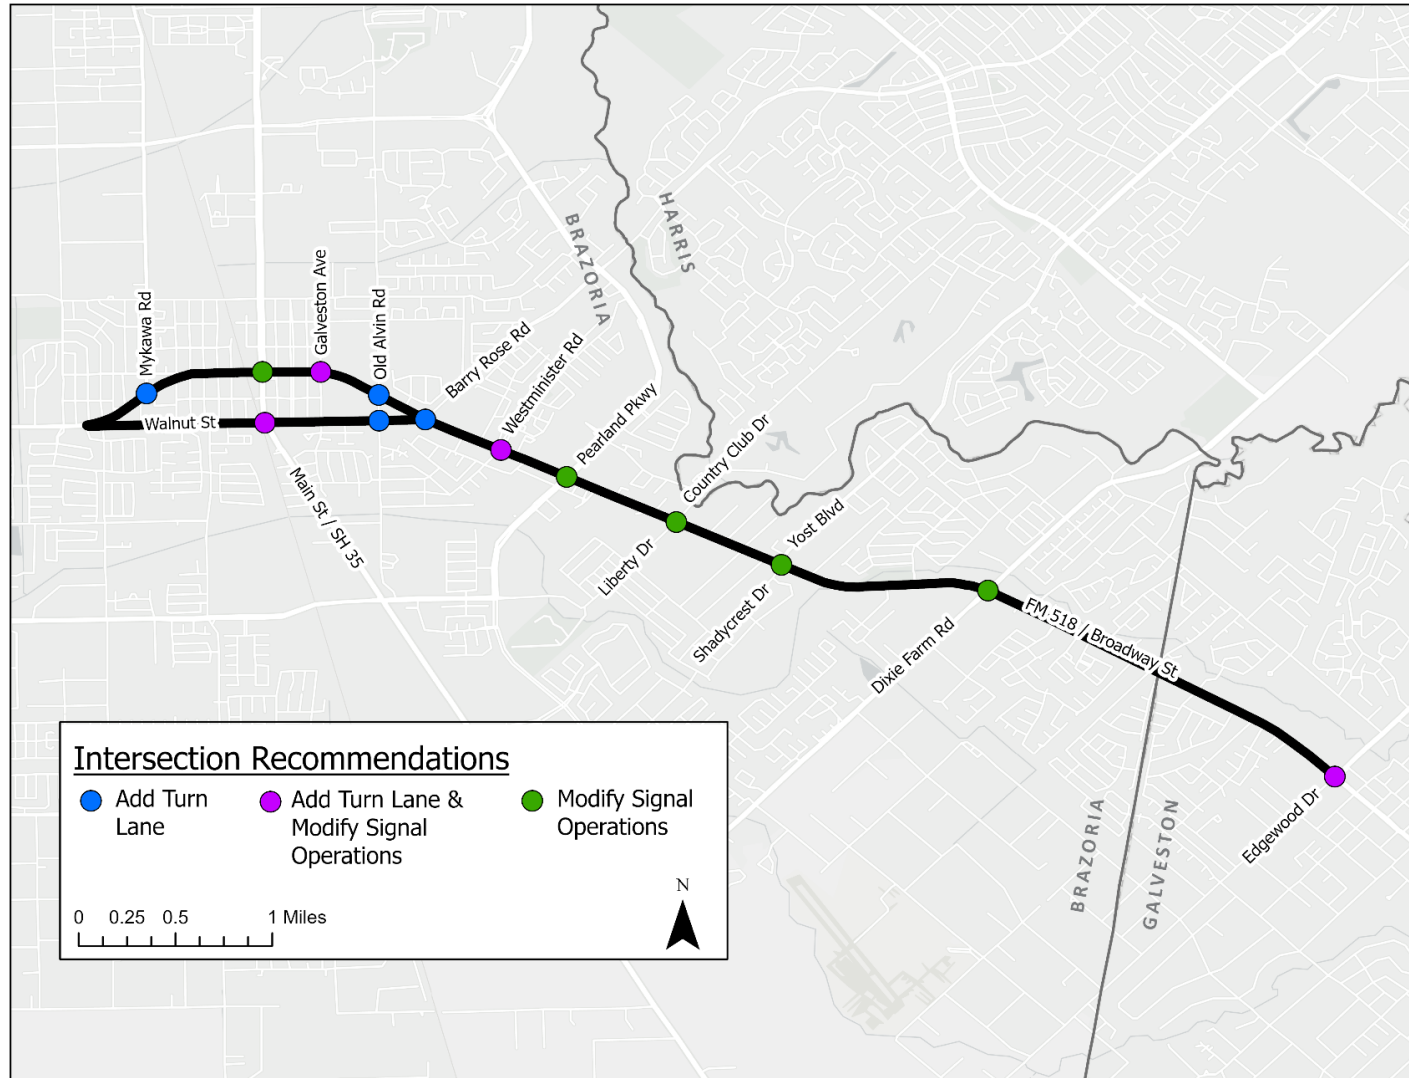 HARRIS
BRAZORIA
Mykawa Rd
Galveston Ave
Old Alvin Rd
Barry Rose Rd
Westminister Rd
Pearland Pkwy
Walnut St
Main St / SH 35
Country Club Dr
Liberty Dr
Yost Blvd
Shadycrest Dr
Dixie Farm Rd
FM 518 / Broadway St
Edgewood Dr
BRAZORIA
GALVESTON
Intersection Recommendations
Add Turn
Lane
Add Turn Lane &
Modify Signal
Operations
Modify Signal
Operations
N
0 0.25 0.5 1 Miles